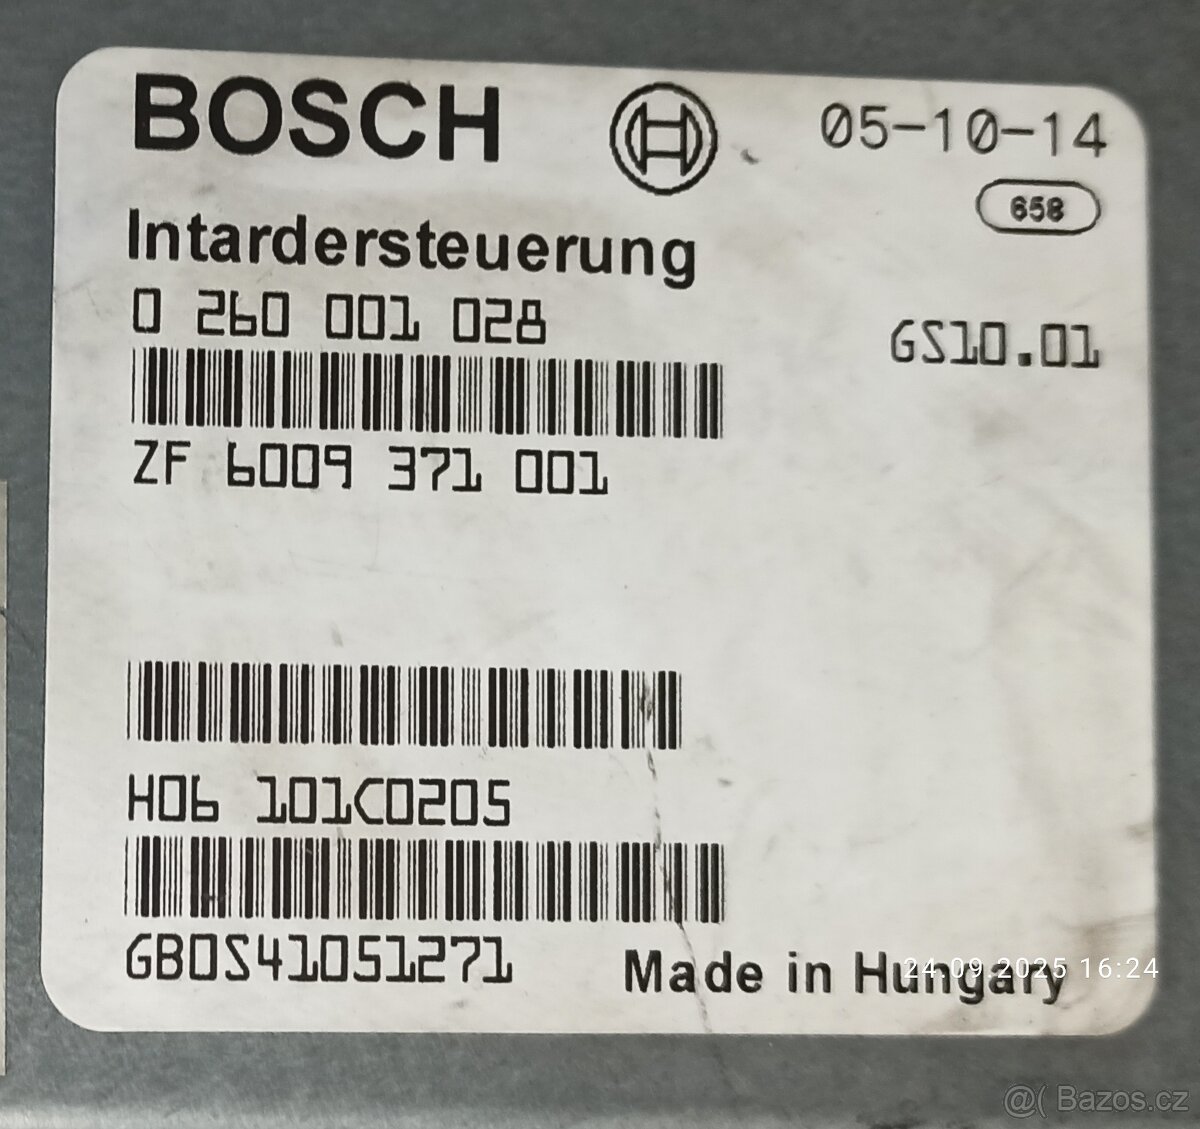 BOSCH
05-10-14
658
Intardersteuerung
0 260 001 028
GS10.01
ZF 6009 371 001
H06 101C0205
GB0S41051271
Made in Hungary
24.09.2025 16:24
@( Bazos.cz